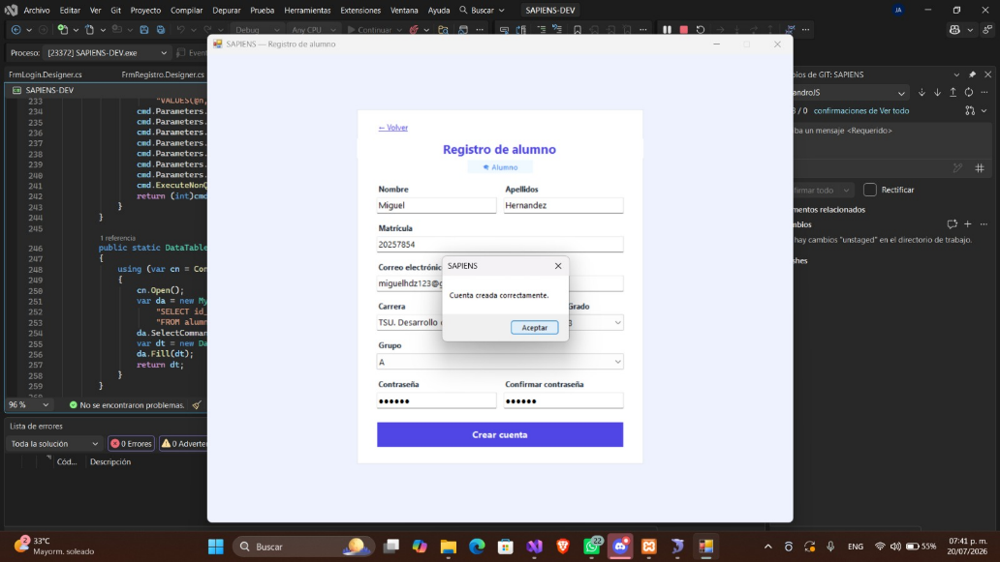 Archivo Editar Ver Git Proyecto Compilar Depurar Prueba Herramientas Extensiones Ventana Ayuda Buscar SAPIENS-DEV JA
Debug Any CPU Continue
Proceso: [23372] SAPIENS-DEV.exe
SAPIENS — Registro de alumno
FrmLogin.Designer.cs FrmRegistro.Designer.cs
SAPIENS-DEV
233 "VALUES(@n,
234 cmd.Parameters.
235 cmd.Parameters.
236 cmd.Parameters.
237 cmd.Parameters.
238 cmd.Parameters.
239 cmd.Parameters.
240 cmd.Parameters.
241 cmd.ExecuteNonQ
242 return (int)cmd
243 }
244 }
245
1 referencia
246 public static DataTable
247 {
248 using (var cn = Con
249 {
250 cn.Open();
251 var da = new My
252 "SELECT id_
253 "FROM alumn
254 da.SelectComman
255 var dt = new Da
256 da.Fill(dt);
257 return dt;
258 }
259 }
96 % No se encontraron problemas.
Lista de errores
Toda la solución 0 Errores 0 Adverter
Cód... Descripción
← Volver
Registro de alumno
Alumno
Nombre Apellidos
Miguel Hernandez
Matrícula
20257854
Correo electrónic
miguelhdz123@g
Carrera Grado
TSU. Desarrollo
Grupo
A
Contraseña Confirmar contraseña
●●●●●● ●●●●●●
Crear cuenta
SAPIENS
Cuenta creada correctamente.
Aceptar
bios de GIT: SAPIENS
androJS
/ 0 confirmaciones de Ver todo
ba un mensaje <Requerido>
firmar todo Rectificar
mentos relacionados
mbios
hay cambios "unstaged" en el directorio de trabajo.
shes
2
33°C
Mayorm. soleado
Buscar
22
ENG
55%
07:41 p. m.
20/07/2026